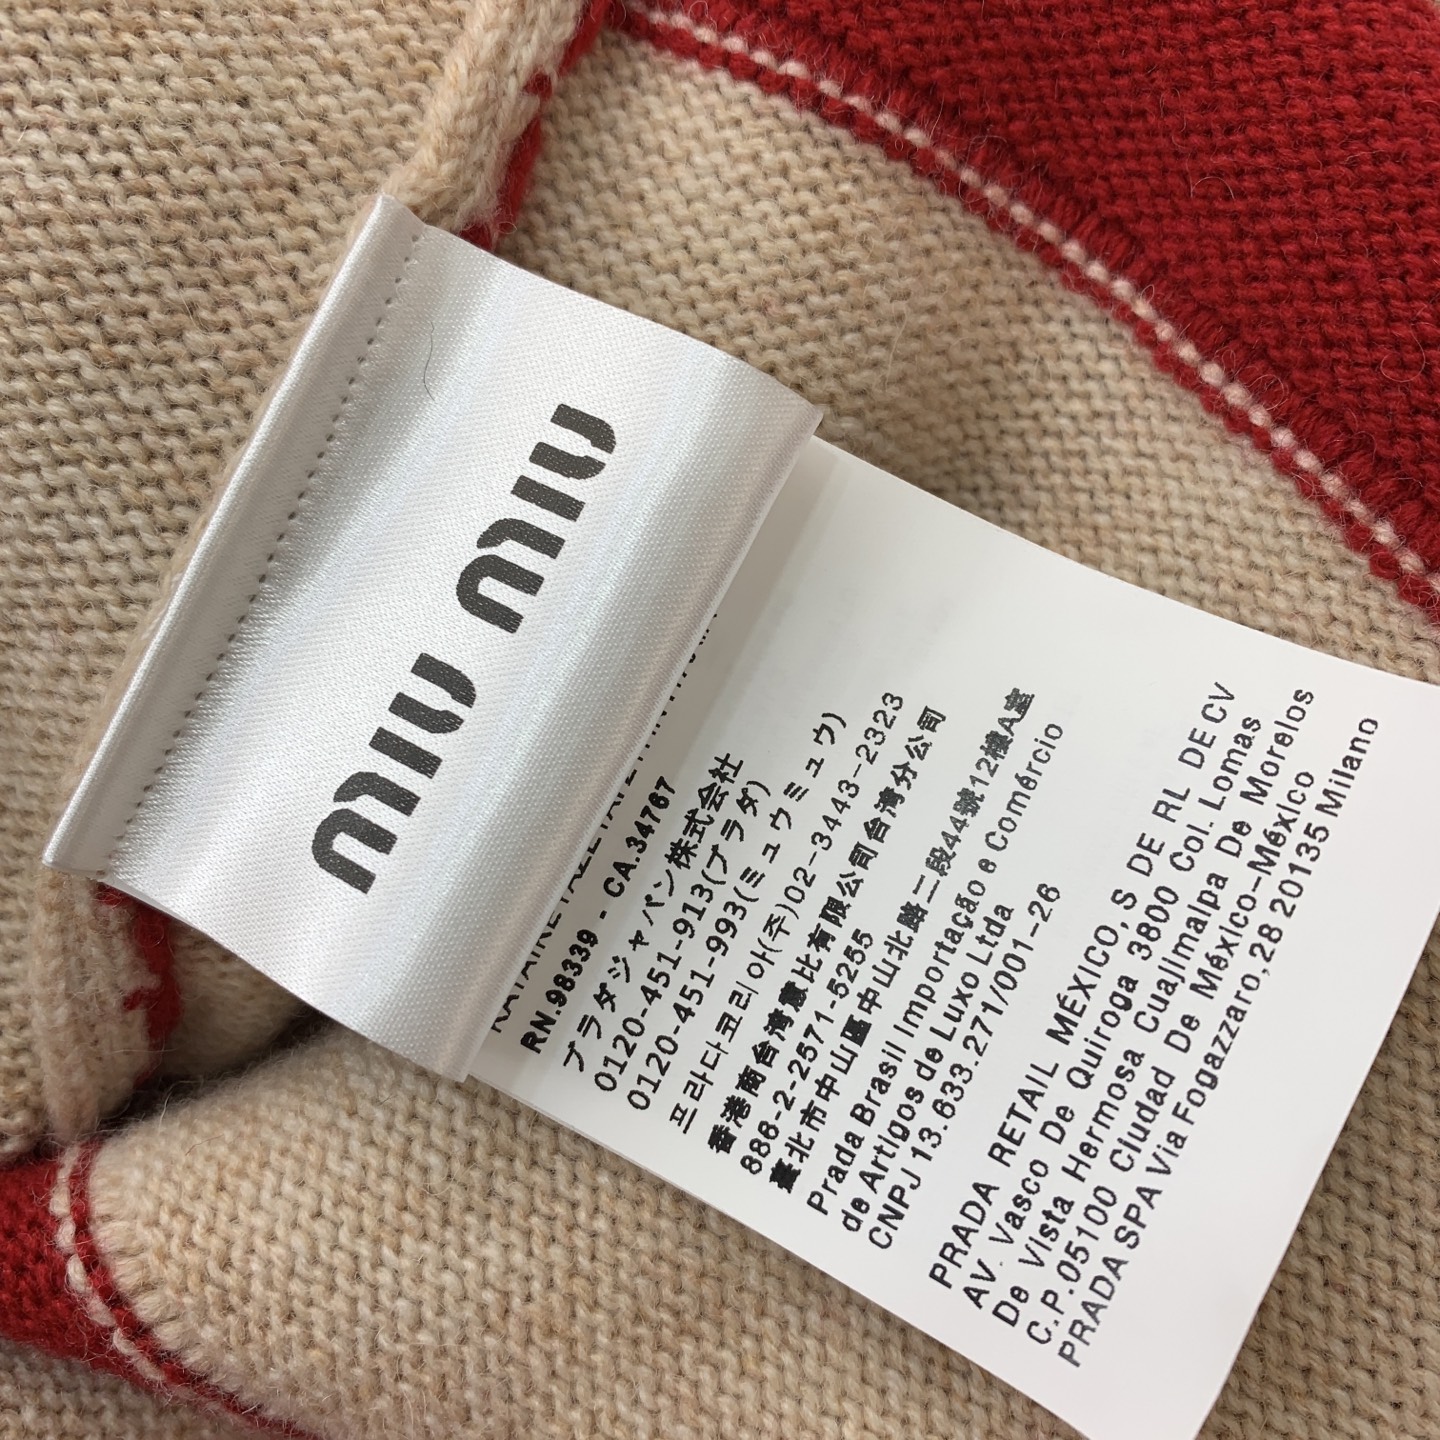 miu miu
RN.98339 - CA.34767
プラダジャパン株式会社
0120-451-913(プラダ)
0120-451-993(ミュウミュウ)
프라다코리아(주)02-3443-2323
香港商台灣憲比有限公司台灣分公司
886-2-2571-5255
臺北市中山區中山北路二段44號12樓A室
Prada Brasil Importação e Comércio
de Artigos de Luxo Ltda
CNPJ 13.633.271/001-26
PRADA RETAIL MÉXICO, S DE RL DE CV
AV. Vasco De Quiroga 3800 Col. Lomas
De Vista Hermosa Cuajimalpa De Morelos
C.P.05100 Ciudad De México-México
PRADA SPA Via Fogazzaro, 28 20135 Milano